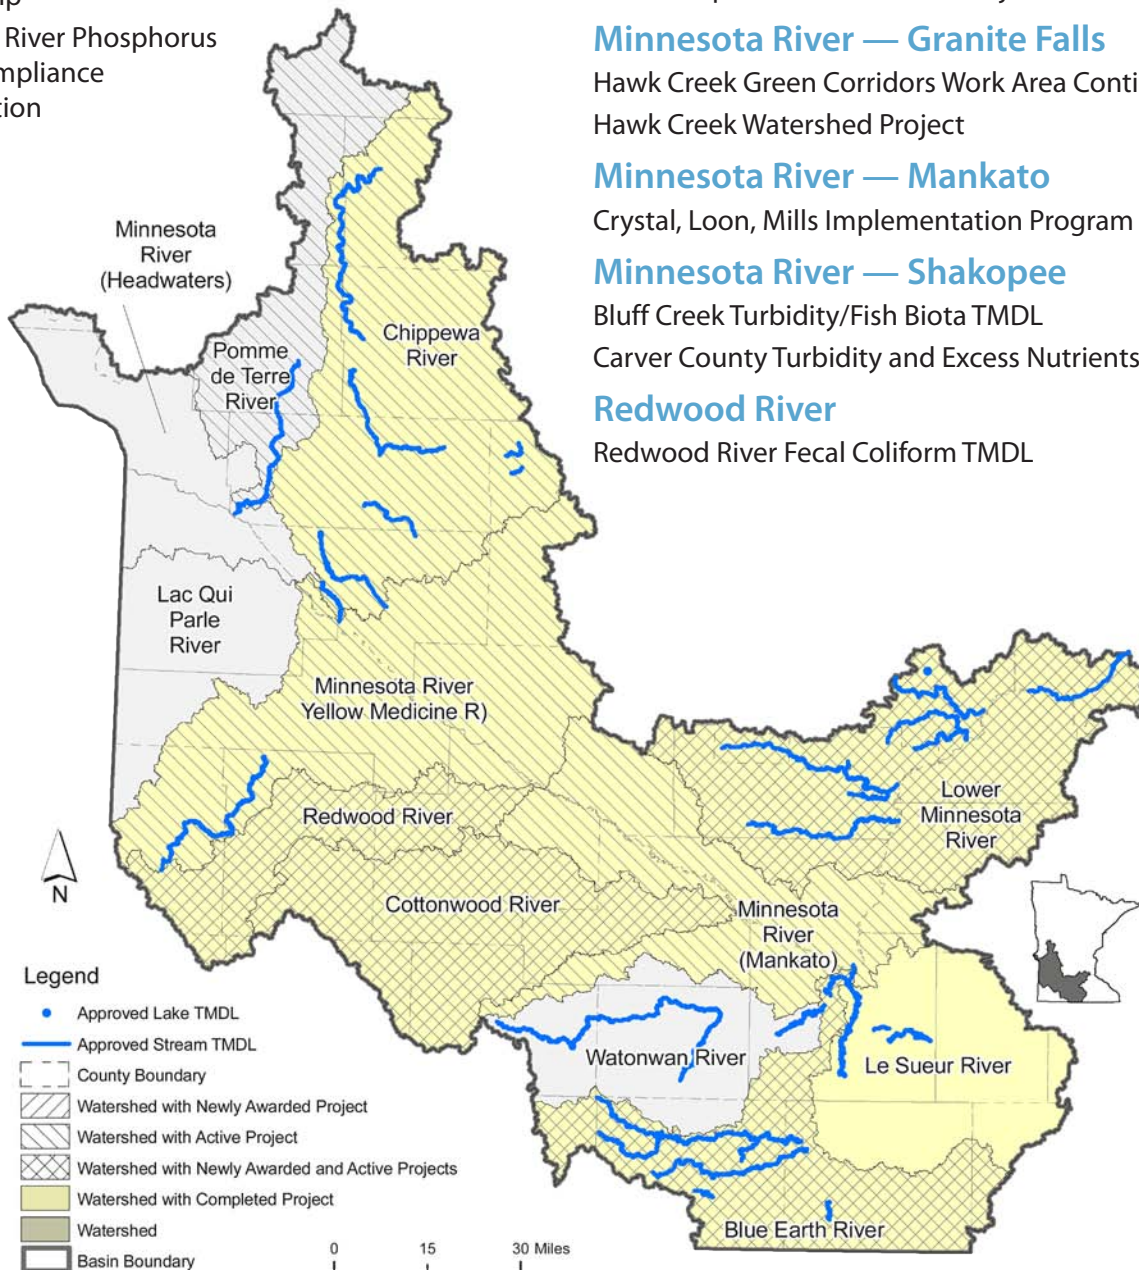 River Phosphorus
mpliance
tion
Minnesota River — Granite Falls
Hawk Creek Green Corridors Work Area Conti
Hawk Creek Watershed Project
Minnesota River — Mankato
Crystal, Loon, Mills Implementation Program
Minnesota River — Shakopee
Bluff Creek Turbidity/Fish Biota TMDL
Carver County Turbidity and Excess Nutrients
Redwood River
Redwood River Fecal Coliform TMDL
Minnesota
River
(Headwaters)
Pomme
de Terre
River
Chippewa
River
Lac Qui
Parle
River
Minnesota River
Yellow Medicine R)
Redwood River
Lower
Minnesota
River
Cottonwood River
Minnesota
River
(Mankato)
Watonwan River
Le Sueur River
Blue Earth River
N
Legend
Approved Lake TMDL
Approved Stream TMDL
County Boundary
Watershed with Newly Awarded Project
Watershed with Active Project
Watershed with Newly Awarded and Active Projects
Watershed with Completed Project
Watershed
Basin Boundary
0 15 30 Miles